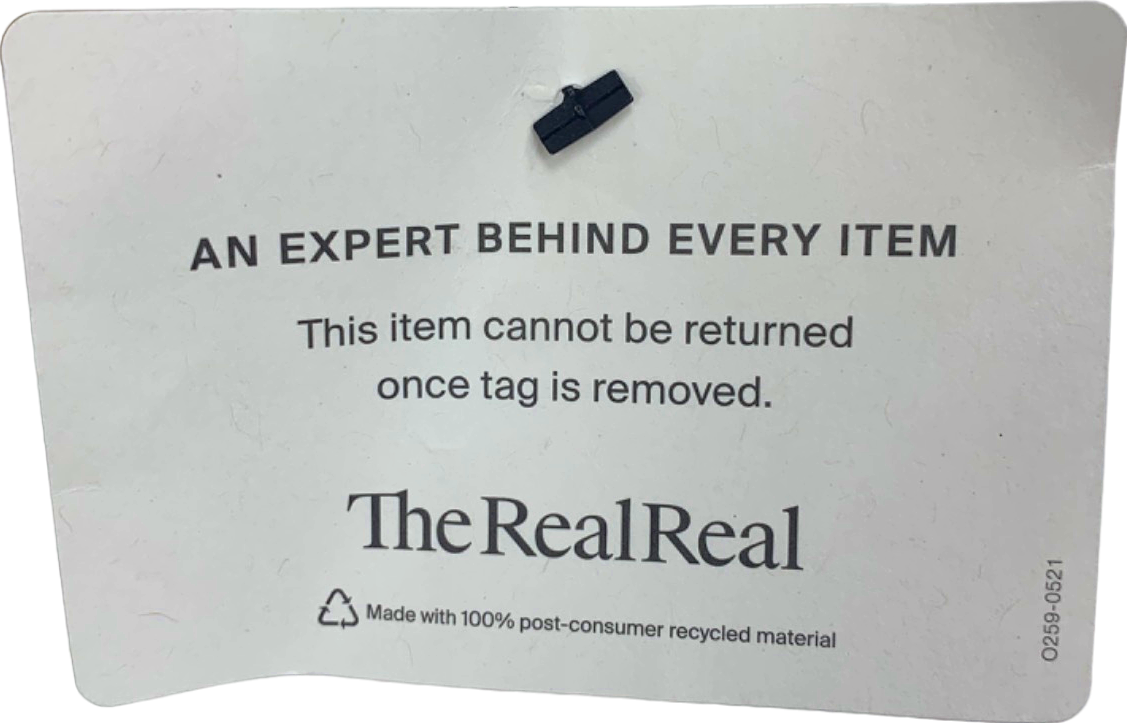 AN EXPERT BEHIND EVERY ITEM
This item cannot be returned
once tag is removed.
The RealReal
Made with 100% post-consumer recycled material
O259-0521